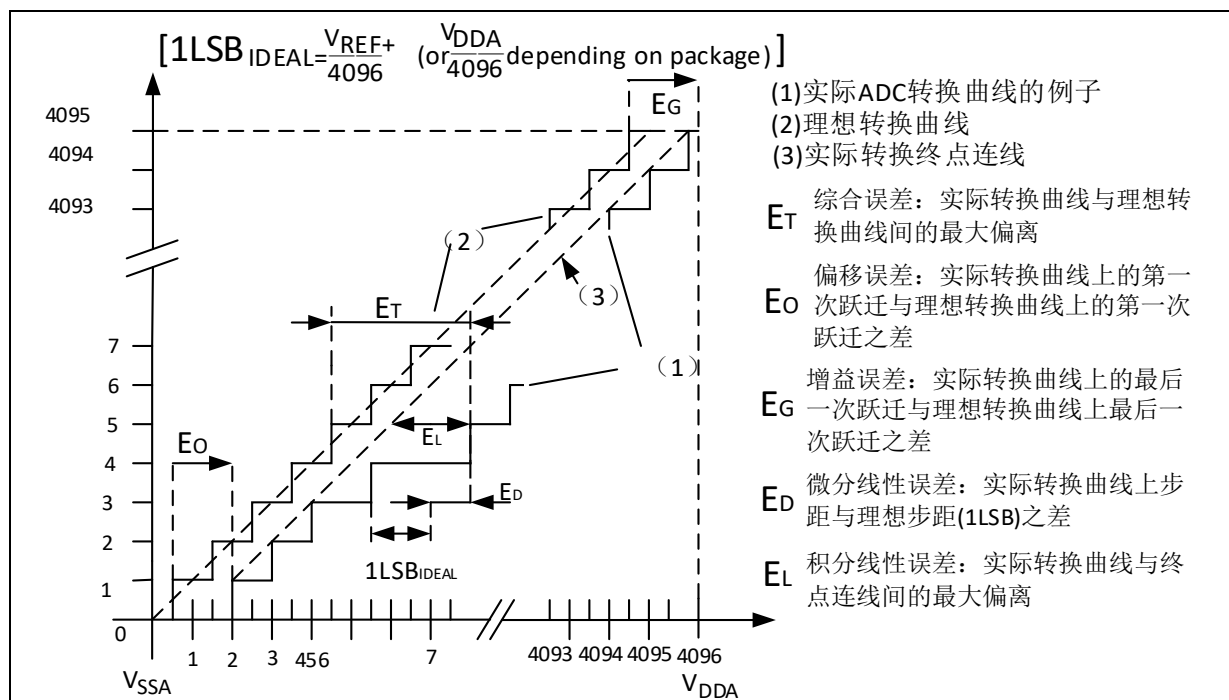 [1LSB IDEAL= VREF+/4096 (or VDDA/4096 depending on package)]
EG
(1)实际ADC转换曲线的例子
(2)理想转换曲线
(3)实际转换终点连线
ET 综合误差：实际转换曲线与理想转
换曲线间的最大偏离
EO 偏移误差：实际转换曲线上的第一
次跃迁与理想转换曲线上的第一次
跃迁之差
EG 增益误差：实际转换曲线上的最后
一次跃迁与理想转换曲线上最后一
次跃迁之差
ED 微分线性误差：实际转换曲线上步
距与理想步距(1LSB)之差
EL 积分线性误差：实际转换曲线与终
点连线间的最大偏离
4095
4094
4093
（2）
（3）
ET
（1）
7
6
5
4
3
2
1
0
EO
EL
ED
1LSBIDEAL
1 2 3 456 7 4093 4094 4095 4096
VSSA VDDA